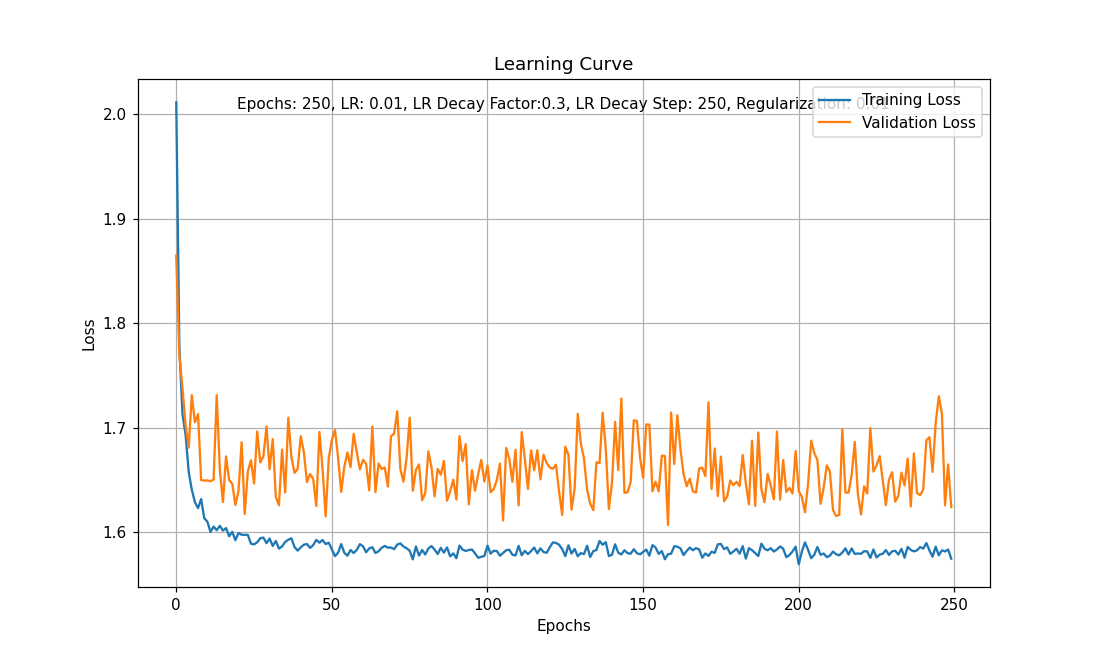 Learning Curve
Epochs: 250, LR: 0.01, LR Decay Factor:0.3, LR Decay Step: 250, Regularization: 0.01
Training Loss
Validation Loss
2.0
1.9
1.8
1.7
1.6
Loss
0
50
100
150
200
250
Epochs